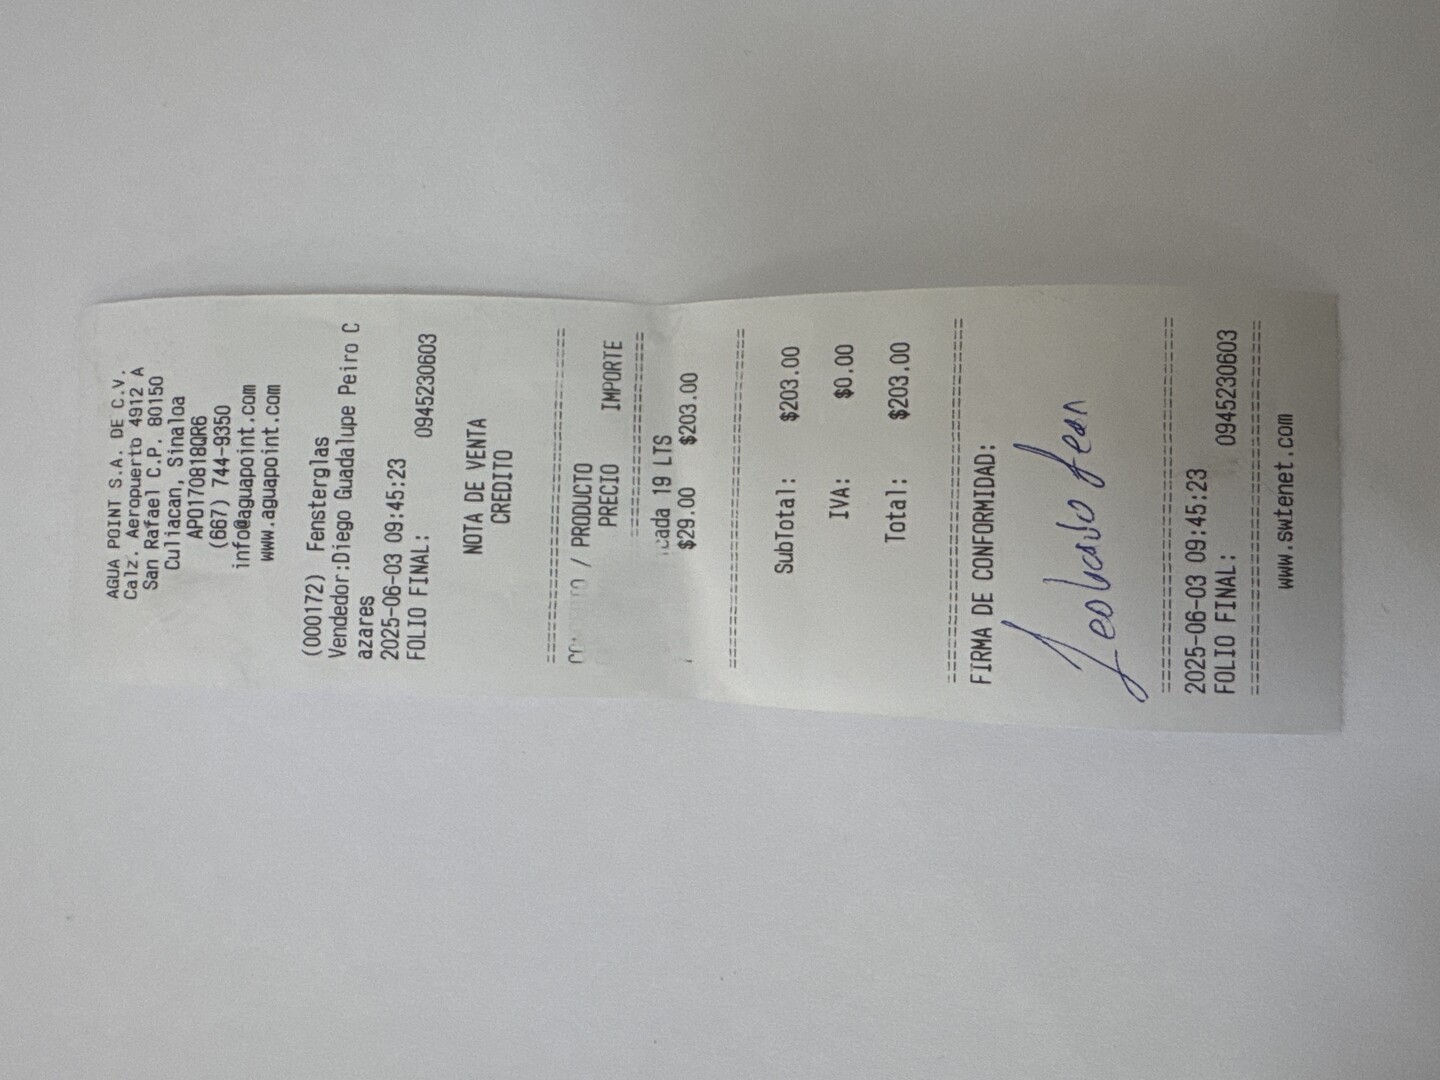 AGUA POINT S.A. DE C.V.
Calz. Aeropuerto 4912 A
San Rafael C.P. 80150
Culiacan, Sinaloa
APO170818QR6
(667) 744-9350
info@aguapoint.com
www.aguapoint.com
(000172) Fensterglas
Vendedor:Diego Guadalupe Peiro C
azares
2025-06-03 09:45:23
FOLIO FINAL: 0945230603
NOTA DE VENTA
CREDITO
================================
/ PRODUCTO
PRECIO IMPORTE
================================
19 LTS
$29.00 $203.00
================================
SubTotal: $203.00
IVA: $0.00
Total: $203.00
================================
FIRMA DE CONFORMIDAD:
================================
2025-06-03 09:45:23
FOLIO FINAL: 0945230603
================================
www.swtenet.com